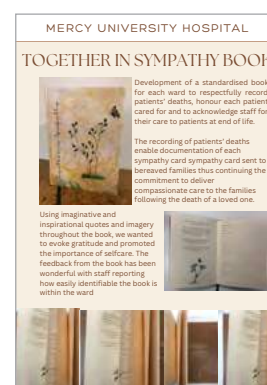 MERCY UNIVERSITY HOSPITAL
TOGETHER IN SYMPATHY BOOK
Development of a standardised book
for each ward to respectfully record
patients' deaths, honour each patient
cared for and to acknowledge staff for
their care to patients at end of life.
The recording of patients' deaths
enable documentation of each
sympathy card sympathy card sent to
bereaved families thus continuing the
commitment to deliver
compassionate care to the families
following the death of a loved one.
Using imaginative and
inspirational quotes and imagery
throughout the book, we wanted
to evoke gratitude and promoted
the importance of selfcare. The
feedback from the book has been
wonderful with staff reporting
how easily identifiable the book is
within the ward